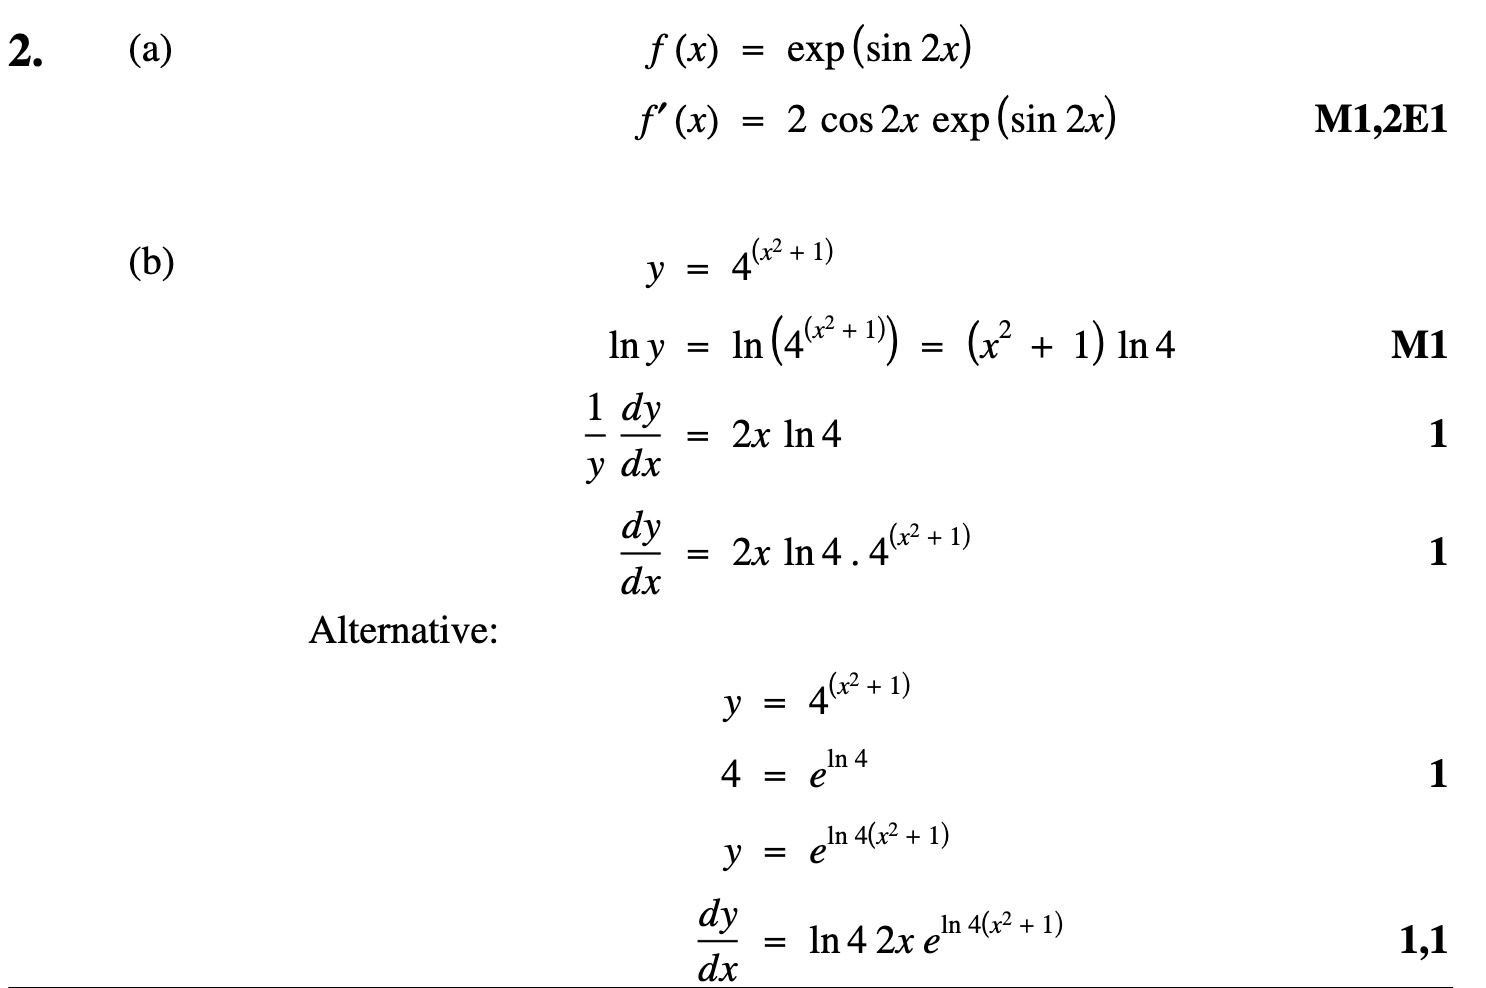 2. (a) f (x) = exp (sin 2x)
f′ (x) = 2 cos 2x exp (sin 2x) M1,2E1
(b) y = 4^(x² + 1)
ln y = ln (4^(x² + 1)) = (x² + 1) ln 4 M1
1/y dy/dx = 2x ln 4 1
dy/dx = 2x ln 4 . 4^(x² + 1) 1
Alternative:
y = 4^(x² + 1)
4 = e^ln 4 1
y = e^ln 4(x² + 1)
dy/dx = ln 4 2x e^ln 4(x² + 1) 1,1